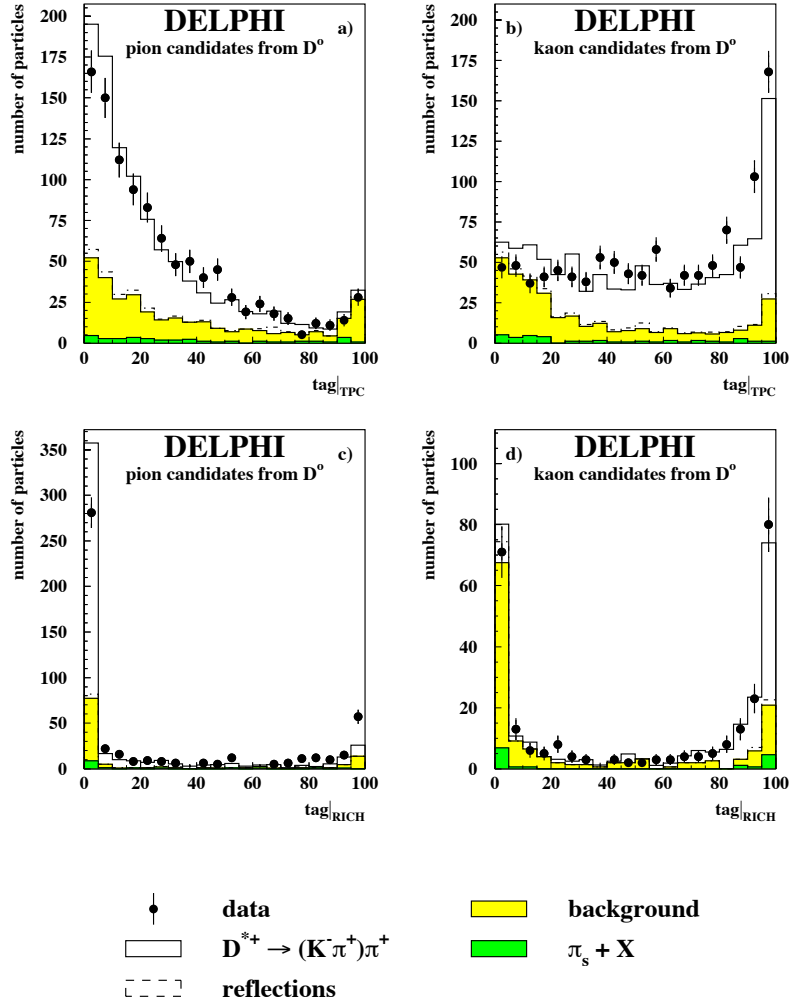 DELPHI
pion candidates from D°
a)
number of particles
200
175
150
125
100
75
50
25
0
0 20 40 60 80 100
tag|TPC
DELPHI
b)
kaon candidates from D°
number of particles
200
175
150
125
100
75
50
25
0
0 20 40 60 80 100
tag|TPC
DELPHI
c)
pion candidates from D°
number of particles
350
300
250
200
150
100
50
0
0 20 40 60 80 100
tag|RICH
DELPHI
d)
kaon candidates from D°
number of particles
100
80
60
40
20
0
0 20 40 60 80 100
tag|RICH
data
background
D*+ → (K-π+)π+
πs + X
reflections